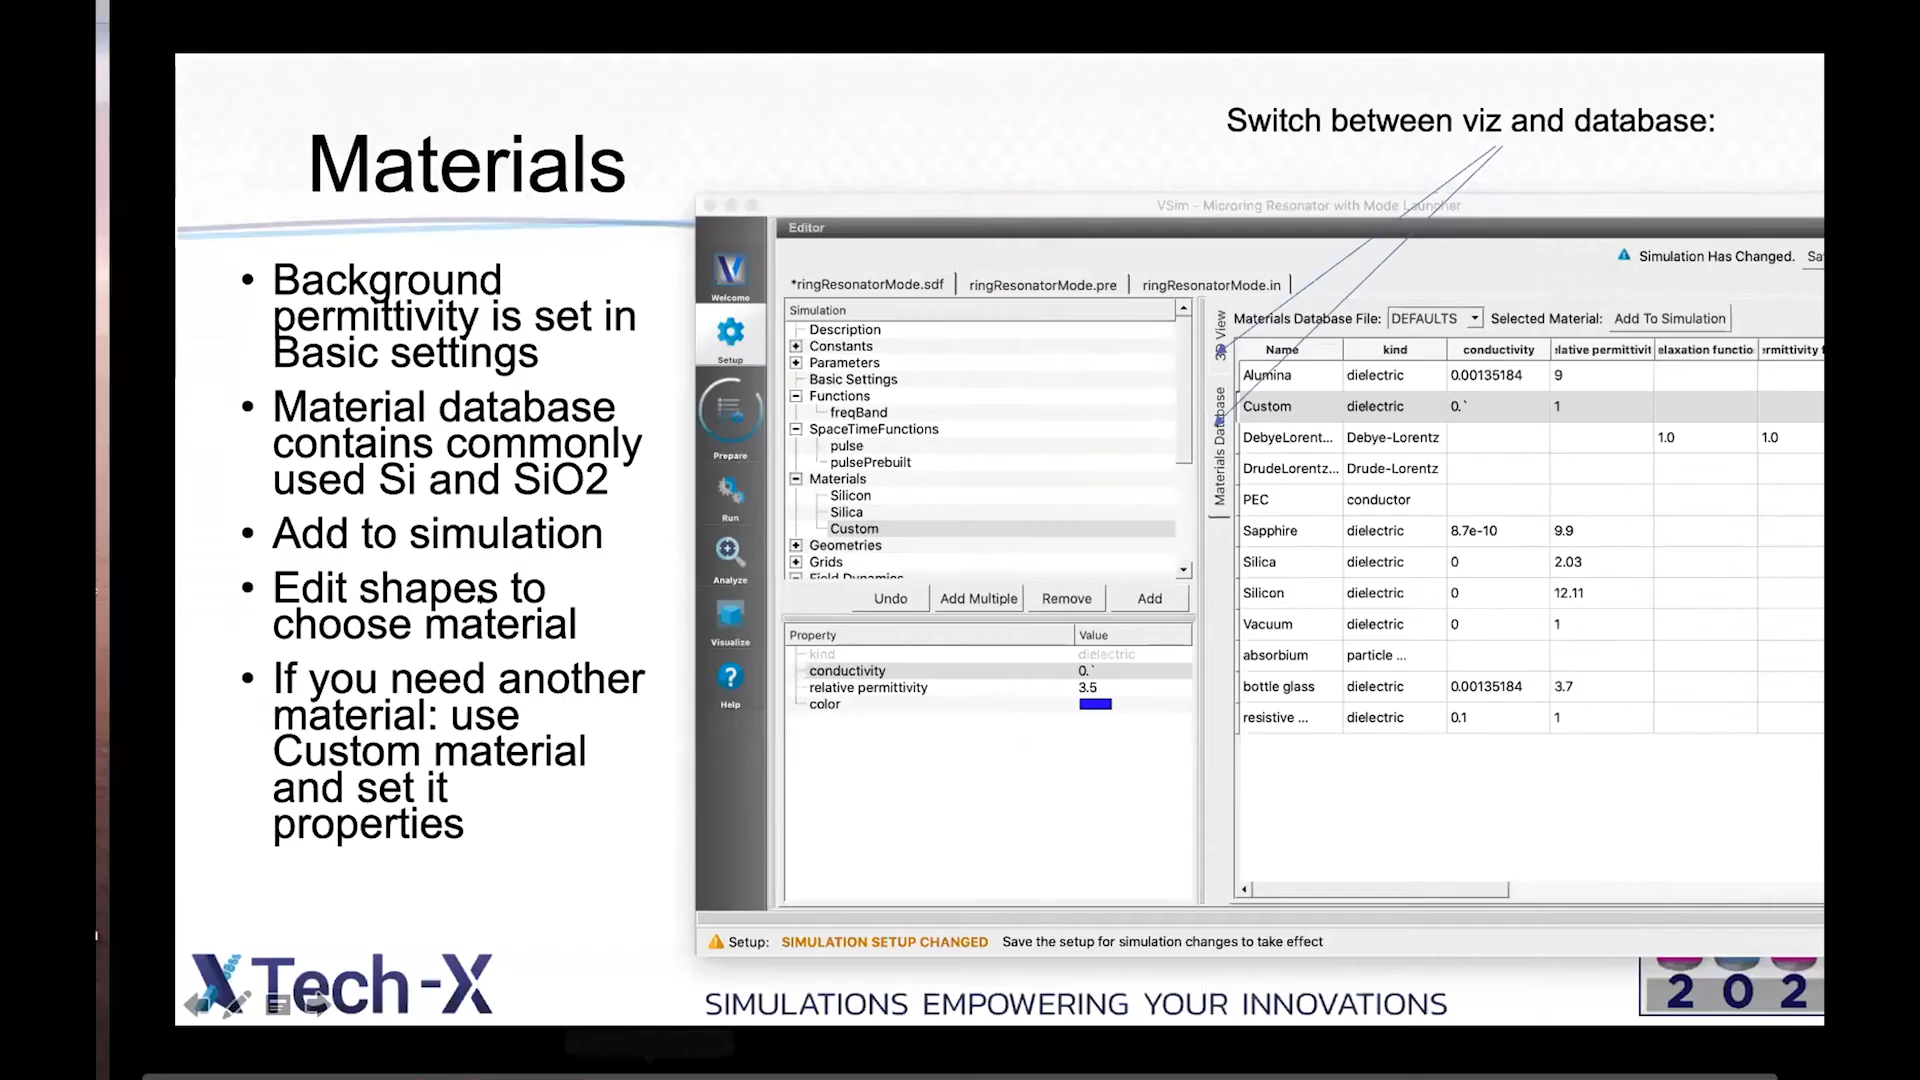 Switch between viz and database:
Materials
• Background
permittivity is set in
Basic settings
• Material database
contains commonly
used Si and SiO2
• Add to simulation
• Edit shapes to
choose material
• If you need another
material: use
Custom material
and set it
properties
VSim - Microring Resonator with Mode Launcher
Editor
Simulation Has Changed.
*ringResonatorMode.sdf ringResonatorMode.pre ringResonatorMode.in
Welcome
Setup
Prepare
Run
Analyze
Visualize
Help
Simulation
Description
Constants
Parameters
Basic Settings
Functions
freqBand
SpaceTimeFunctions
pulse
pulsePrebuilt
Materials
Silicon
Silica
Custom
Geometries
Grids
Field Dynamics
Undo Add Multiple Remove Add
Property Value
kind dielectric
conductivity 0.`
relative permittivity 3.5
color
3D View
Materials Database
Materials Database File: DEFAULTS Selected Material: Add To Simulation
Name kind conductivity elative permittivit elaxation functio ermittivity f
Alumina dielectric 0.00135184 9
Custom dielectric 0.` 1
DebyeLorent... Debye-Lorentz 1.0 1.0
DrudeLorentz... Drude-Lorentz
PEC conductor
Sapphire dielectric 8.7e-10 9.9
Silica dielectric 0 2.03
Silicon dielectric 0 12.11
Vacuum dielectric 0 1
absorbium particle ...
bottle glass dielectric 0.00135184 3.7
resistive ... dielectric 0.1 1
Setup: SIMULATION SETUP CHANGED Save the setup for simulation changes to take effect
Tech-X
SIMULATIONS EMPOWERING YOUR INNOVATIONS
202